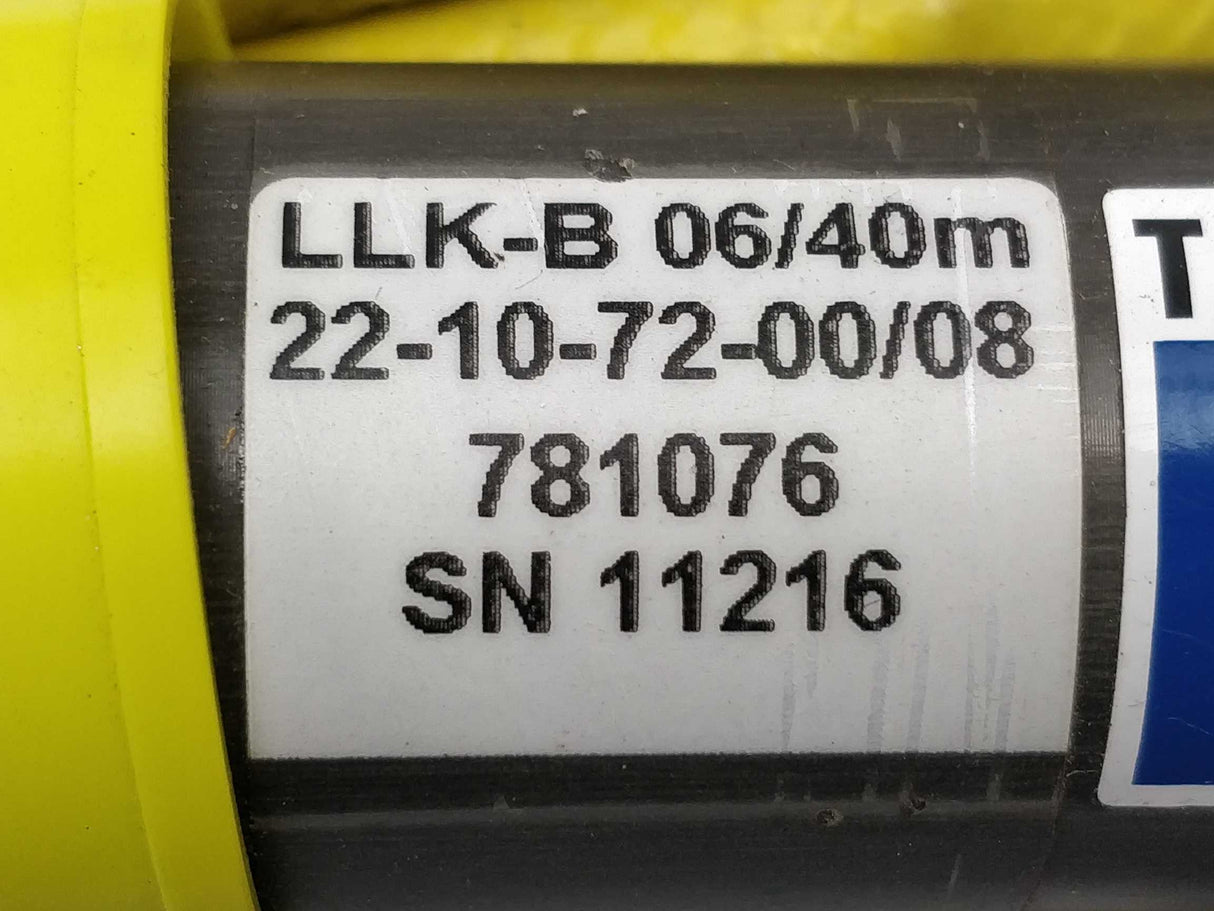 LLK-B 06/40m
22-10-72-00/08
781076
SN 11216
T